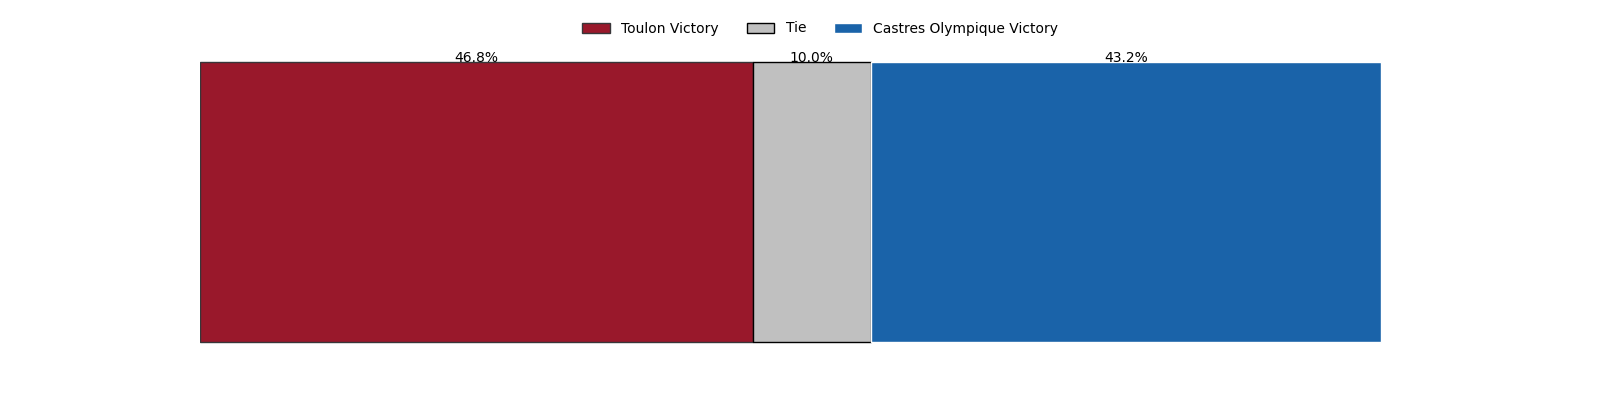 Toulon Victory Tie Castres Olympique Victory
46.8% 10.0% 43.2%